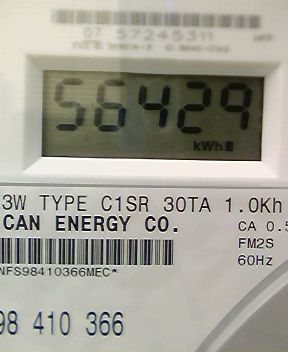 07 57245311
56429
kWh
3W TYPE C1SR 30TA 1.0Kh
CAN ENERGY CO.
CA 0.5
FM2S
60Hz
NFS98410366MEC*
98 410 366